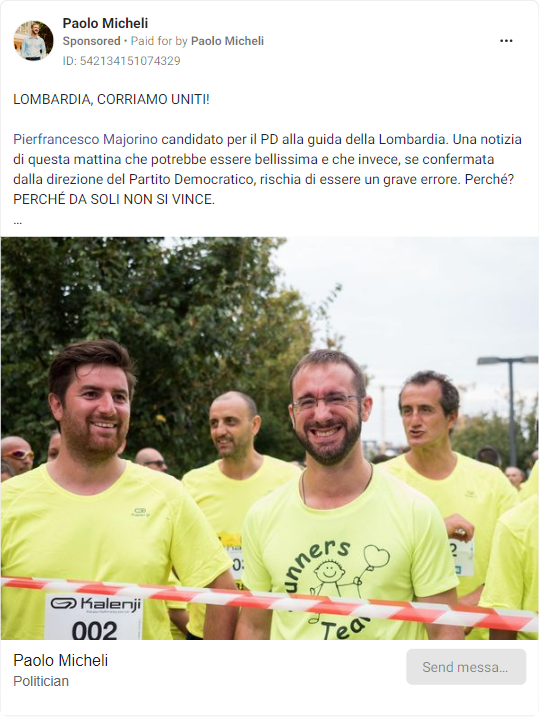 Paolo Micheli
Sponsored • Paid for by Paolo Micheli
ID: 542134151074329
LOMBARDIA, CORRIAMO UNITI!
Pierfrancesco Majorino candidato per il PD alla guida della Lombardia. Una notizia
di questa mattina che potrebbe essere bellissima e che invece, se confermata
dalla direzione del Partito Democratico, rischia di essere un grave errore. Perché?
PERCHÉ DA SOLI NON SI VINCE.
...
unners
Tea
2
Kalenji
002
Paolo Micheli
Politician
Send messa...